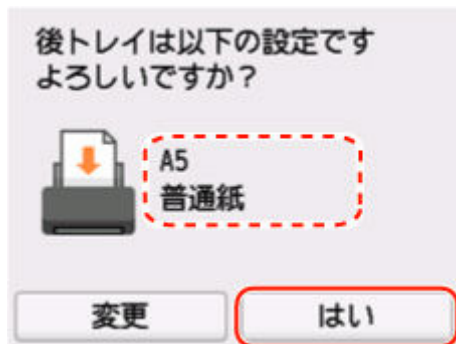 後トレイは以下の設定です
よろしいですか？
A5
普通紙
変更
はい